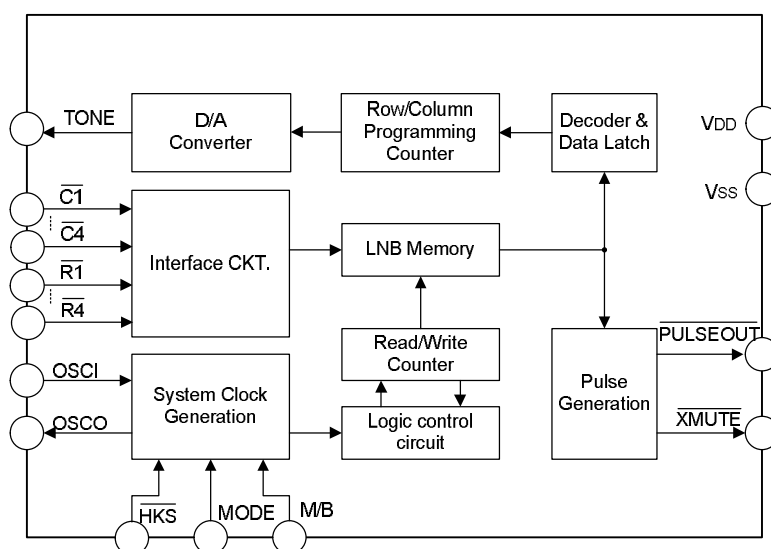 TONE
D/A
Converter
Row/Column
Programming
Counter
Decoder &
Data Latch
VDD
VSS
C1
C4
R1
R4
Interface CKT.
LNB Memory
Read/Write
Counter
PULSEOUT
OSCI
OSCO
System Clock
Generation
Logic control
circuit
Pulse
Generation
XMUTE
HKS
MODE
M/B